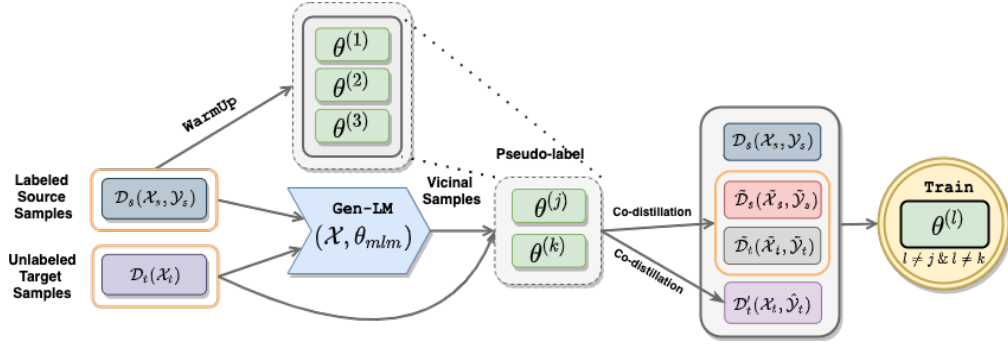 θ^(1)
θ^(2)
θ^(3)
WarmUp
Labeled
Source
Samples
D_s(X_s, Y_s)
Unlabeled
Target
Samples
D_t(X_t)
Gen-LM
(X, θ_mlm)
Vicinal
Samples
Pseudo-label
θ^(j)
θ^(k)
Co-distillation
Co-distillation
D_s(X_s, Y_s)
D̃_s(X̃_s, Ỹ_s)
D̃_t(X̃_t, Ỹ_t)
D'_t(X_t, Ŷ_t)
Train
θ^(l)
l ≠ j & l ≠ k